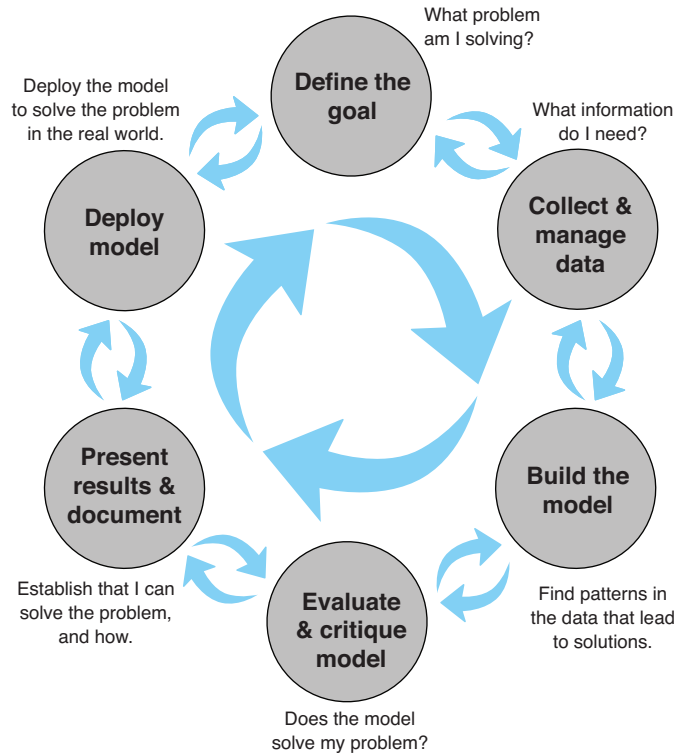 What problem
am I solving?
Define the
goal
What information
do I need?
Collect &
manage
data
Build the
model
Find patterns in
the data that lead
to solutions.
Evaluate
& critique
model
Does the model
solve my problem?
Present
results &
document
Establish that I can
solve the problem,
and how.
Deploy
model
Deploy the model
to solve the problem
in the real world.